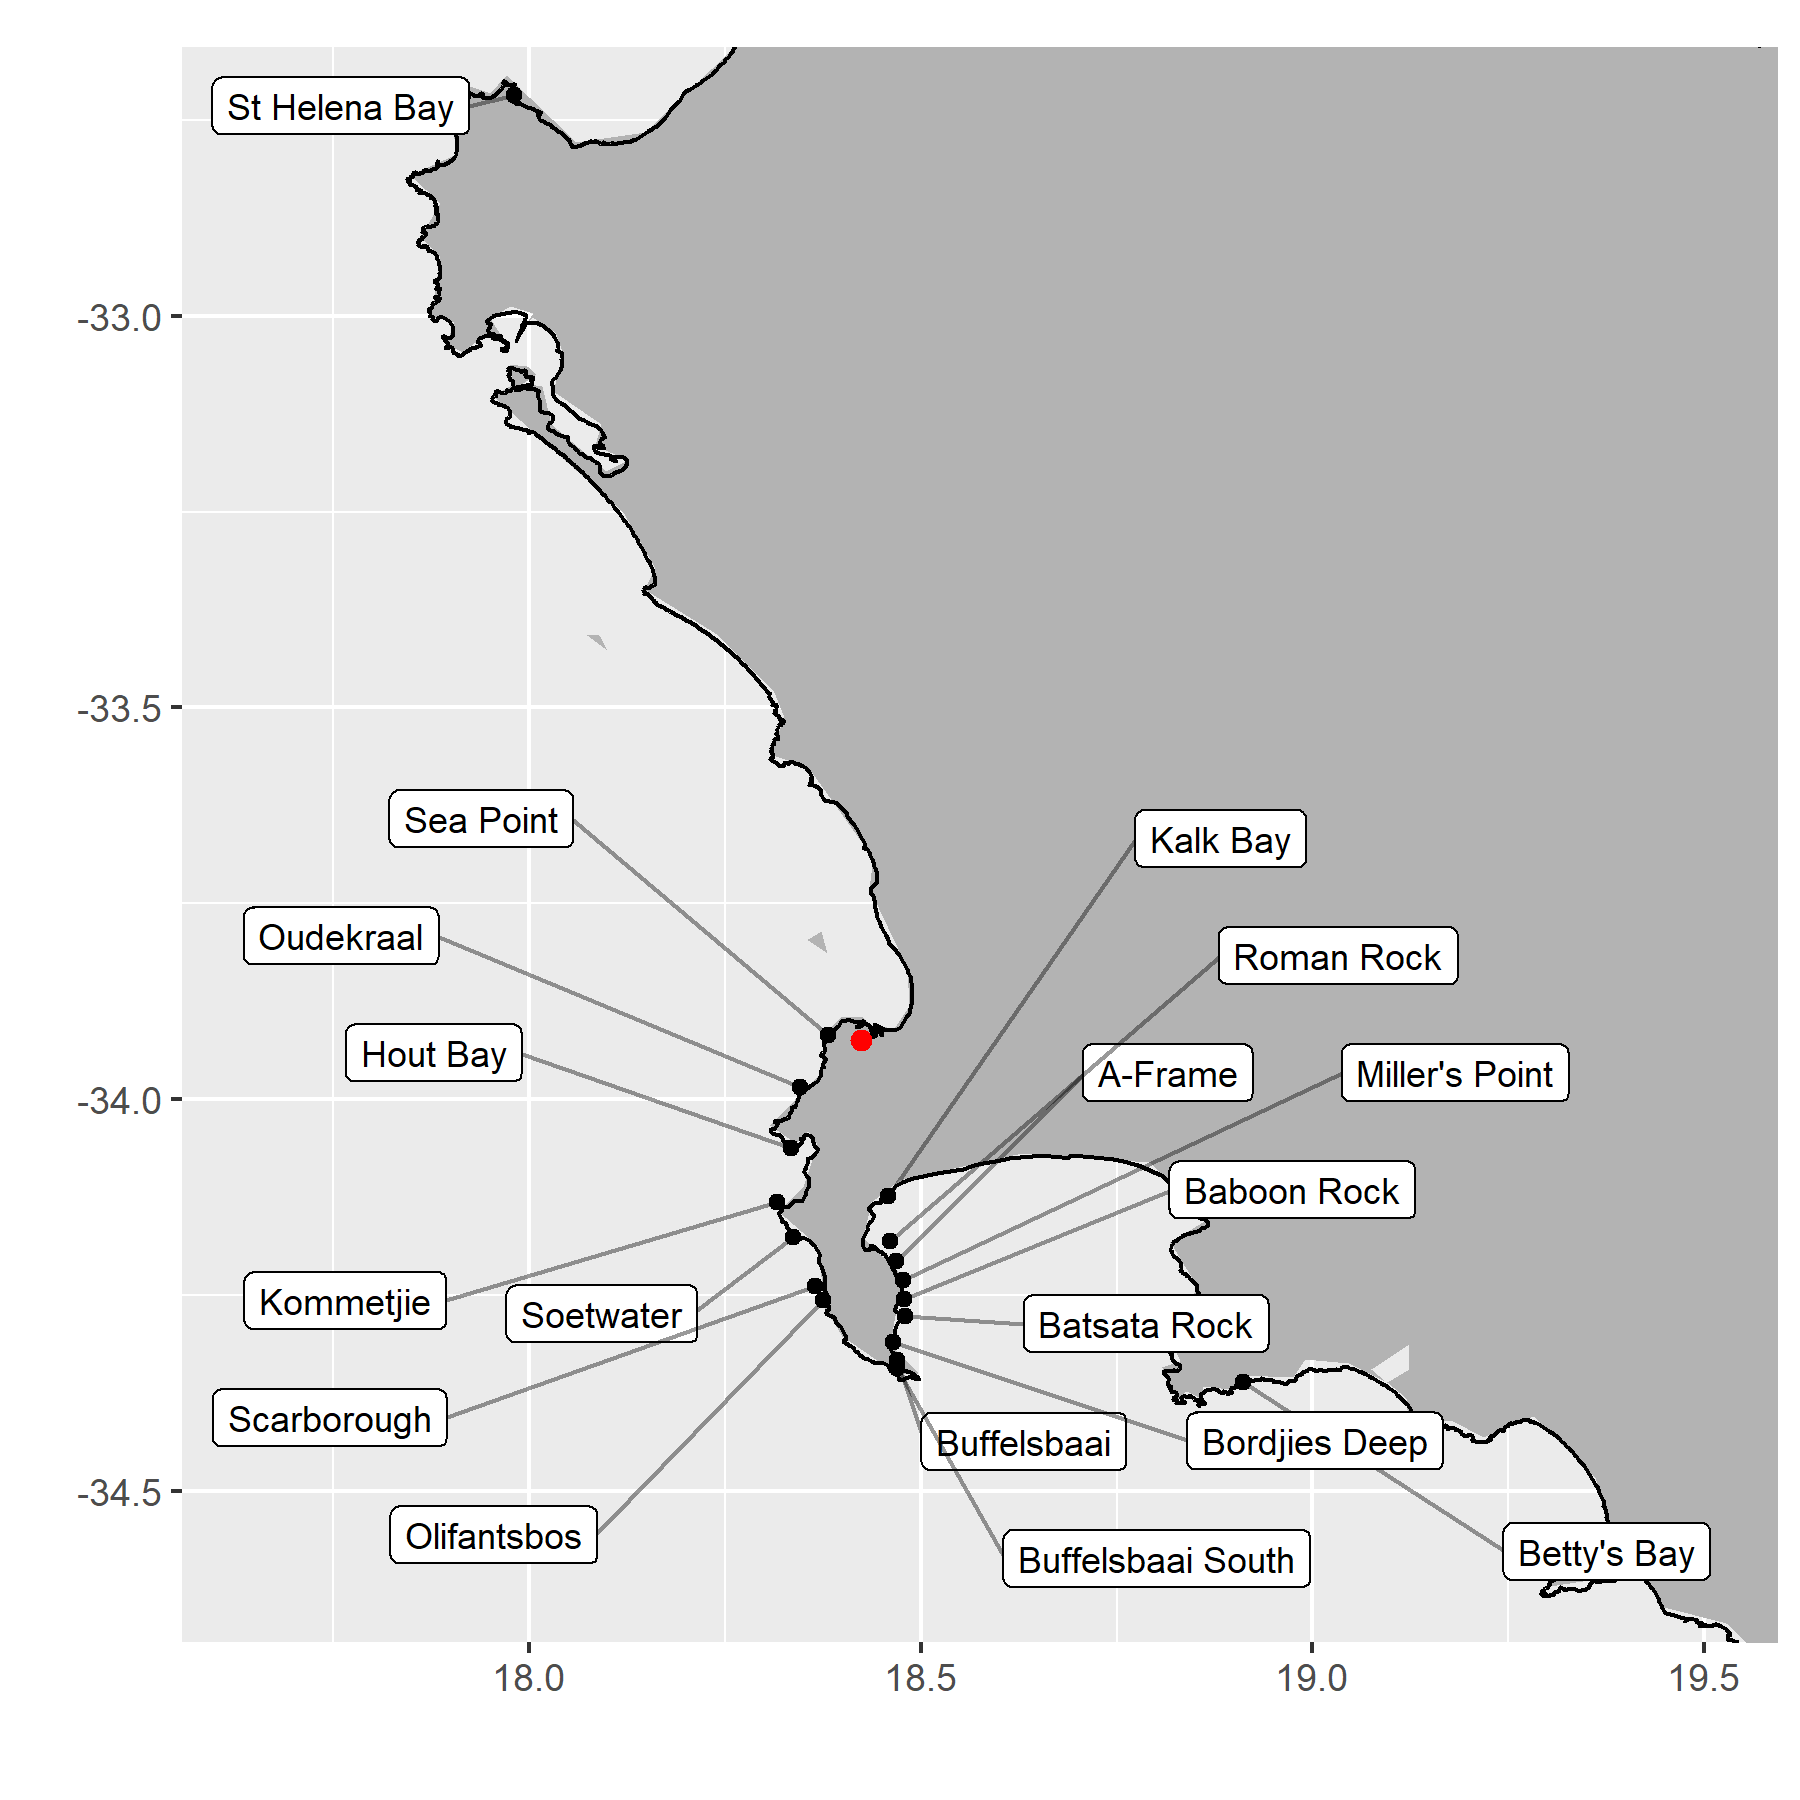 St Helena Bay
-33.0
-33.5
Sea Point
Kalk Bay
Oudekraal
Roman Rock
Hout Bay
A-Frame
Miller's Point
-34.0
Baboon Rock
Kommetjie
Soetwater
Batsata Rock
Scarborough
Buffelsbaai
Bordjies Deep
-34.5
Olifantsbos
Buffelsbaai South
Betty's Bay
18.0
18.5
19.0
19.5